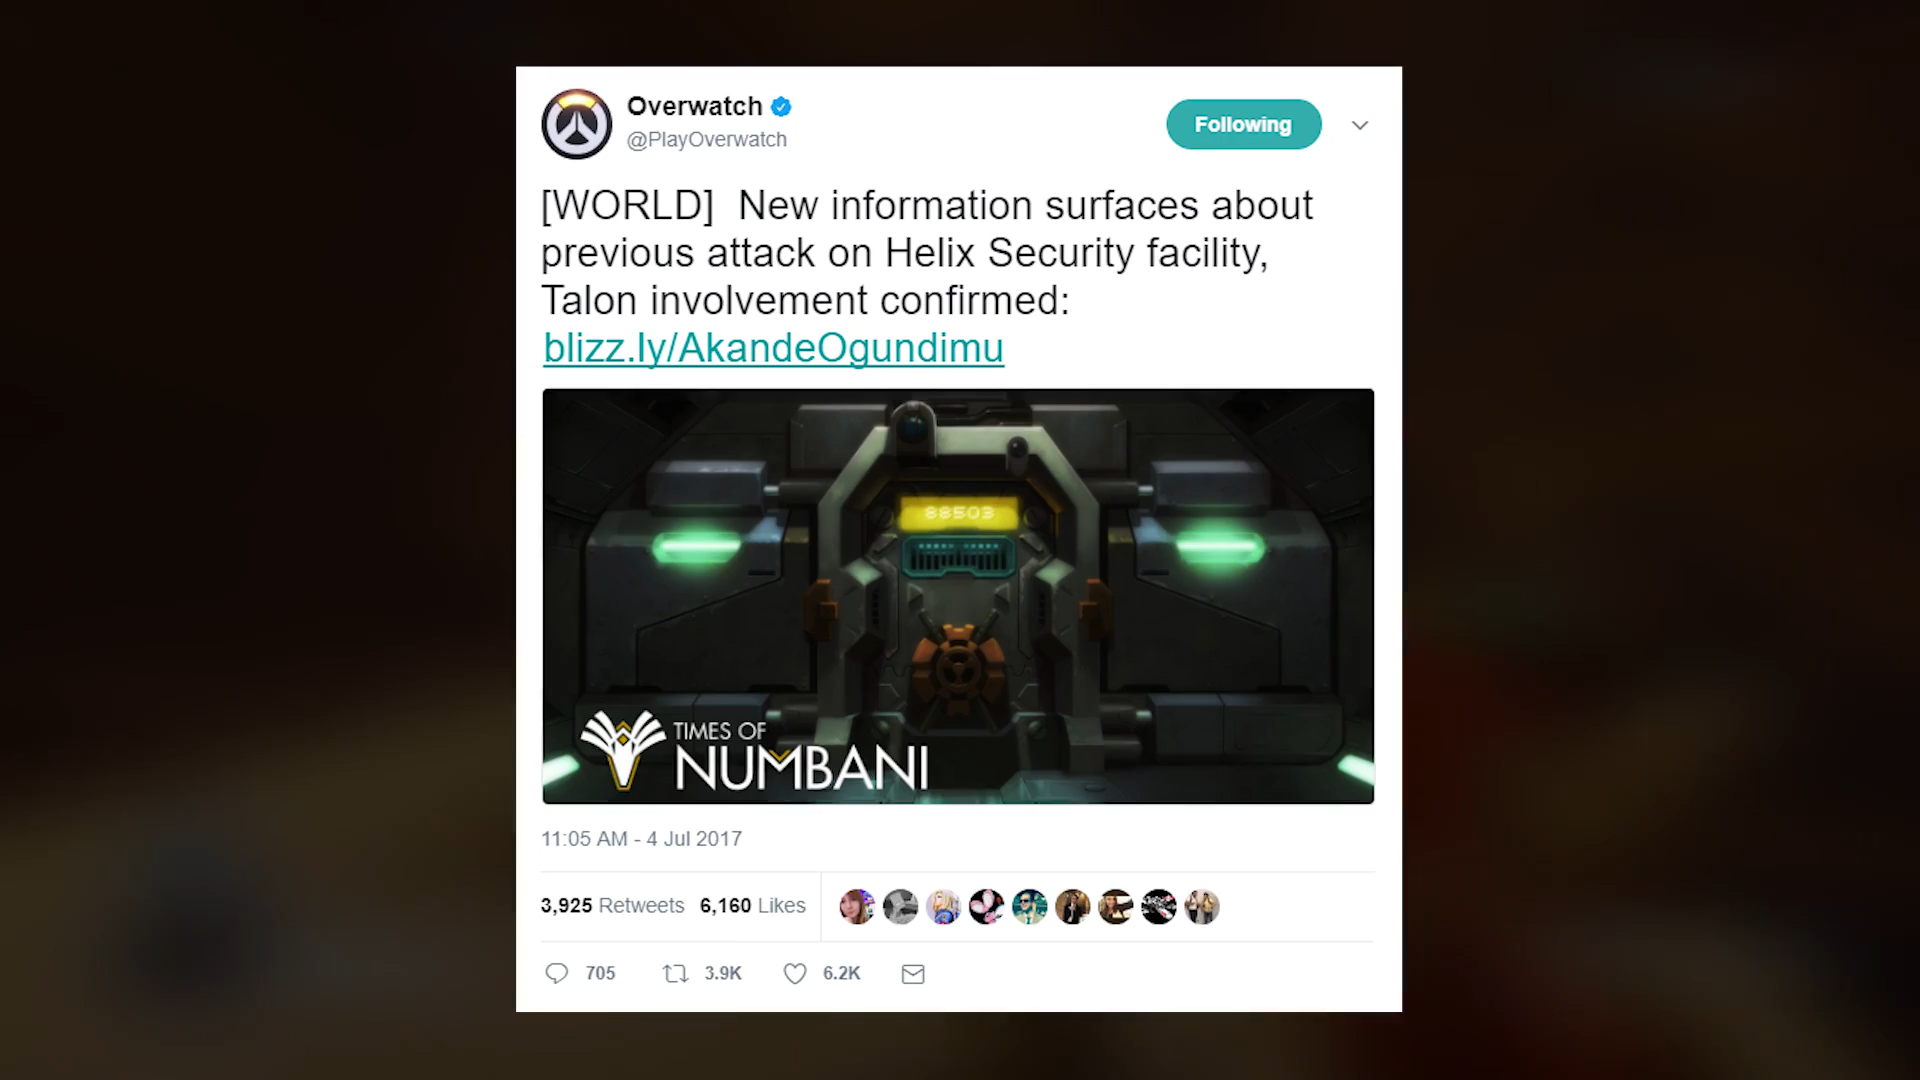 Overwatch
@PlayOverwatch
Following
[WORLD]  New information surfaces about
previous attack on Helix Security facility,
Talon involvement confirmed:
blizz.ly/AkandeOgundimu
88503
TIMES OF
NUMBANI
11:05 AM - 4 Jul 2017
3,925 Retweets 6,160 Likes
705 3.9K 6.2K